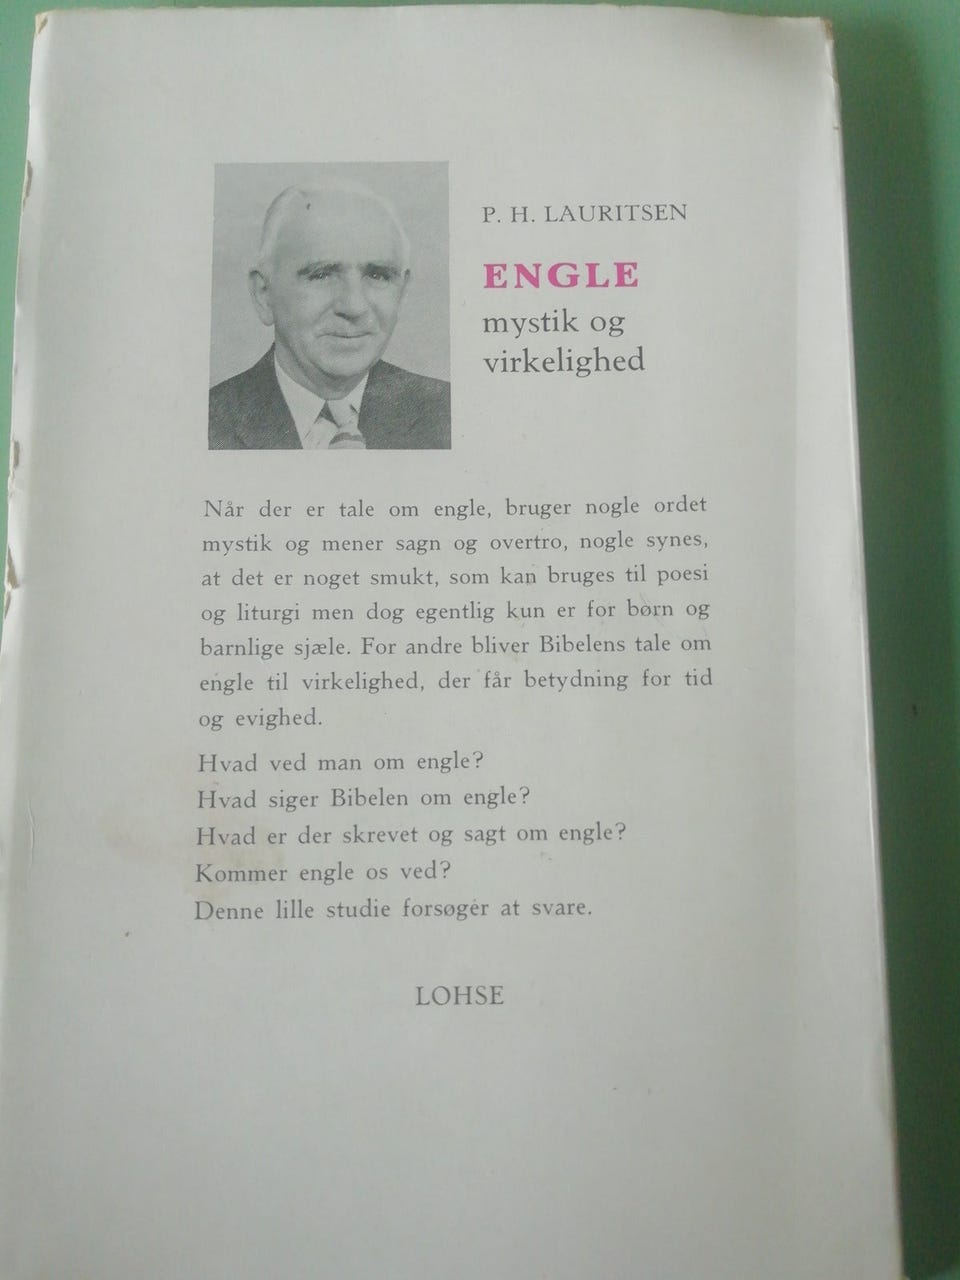 P. H. LAURITSEN
ENGLE
mystik og
virkelighed
Når der er tale om engle, bruger nogle ordet
mystik og mener sagn og overtro, nogle synes,
at det er noget smukt, som kan bruges til poesi
og liturgi men dog egentlig kun er for børn og
barnlige sjæle. For andre bliver Bibelens tale om
engle til virkelighed, der får betydning for tid
og evighed.
Hvad ved man om engle?
Hvad siger Bibelen om engle?
Hvad er der skrevet og sagt om engle?
Kommer engle os ved?
Denne lille studie forsøger at svare.
LOHSE